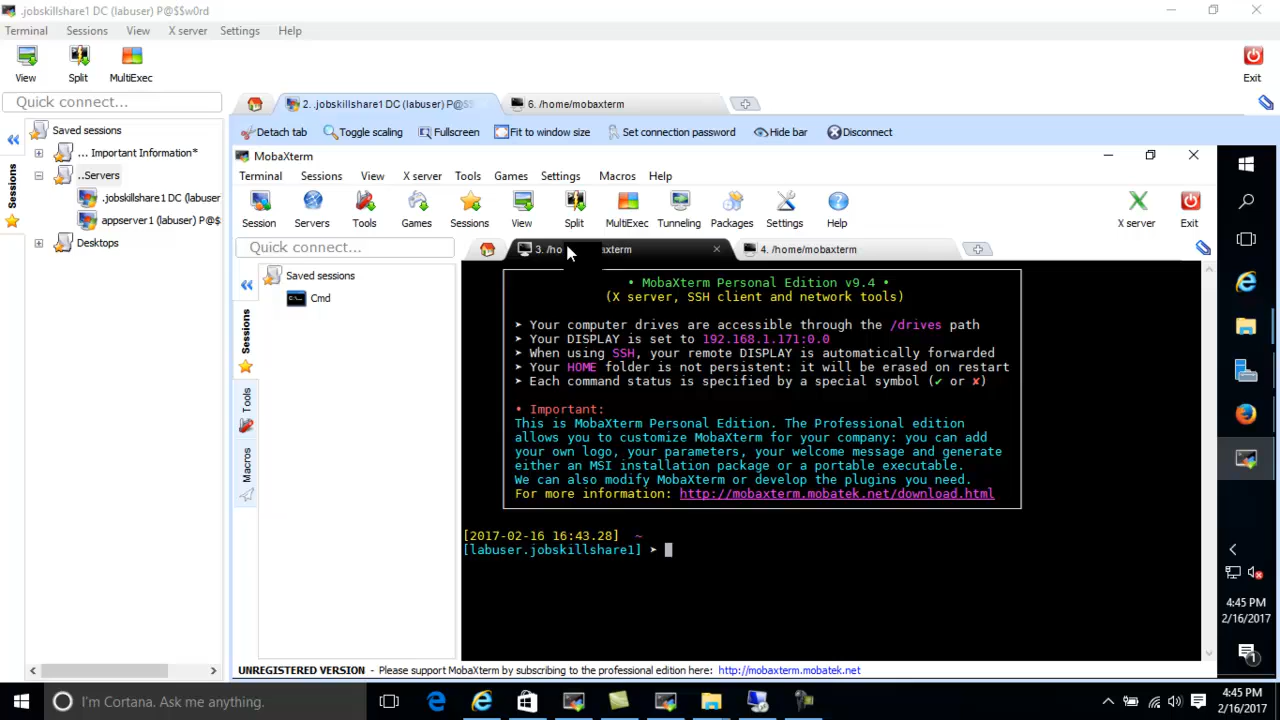 .jobskillshare1 DC (labuser) P@$$w0rd
Terminal Sessions View X server Settings Help
View Split MultiExec Exit
Quick connect...
2. .jobskillshare1 DC (labuser) P@$$
6. /home/mobaxterm
Detach tab Toggle scaling Fullscreen Fit to window size Set connection password Hide bar Disconnect
Sessions
Saved sessions
... Important Information*
..Servers
.jobskillshare1 DC (labuser
appserver1 (labuser) P@$
Desktops
MobaXterm
Terminal Sessions View X server Tools Games Settings Macros Help
Session Servers Tools Games Sessions View Split MultiExec Tunneling Packages Settings Help X server Exit
Quick connect...
3. /ho axterm
4. /home/mobaxterm
Saved sessions
Cmd
Sessions
Tools
Macros
• MobaXterm Personal Edition v9.4 •
(X server, SSH client and network tools)
➤ Your computer drives are accessible through the /drives path
➤ Your DISPLAY is set to 192.168.1.171:0.0
➤ When using SSH, your remote DISPLAY is automatically forwarded
➤ Your HOME folder is not persistent: it will be erased on restart
➤ Each command status is specified by a special symbol (✔ or ✘)
• Important:
This is MobaXterm Personal Edition. The Professional edition
allows you to customize MobaXterm for your company: you can add
your own logo, your parameters, your welcome message and generate
either an MSI installation package or a portable executable.
We can also modify MobaXterm or develop the plugins you need.
For more information: http://mobaxterm.mobatek.net/download.html
[2017-02-16 16:43.28] ~
[labuser.jobskillshare1] ➤
UNREGISTERED VERSION - Please support MobaXterm by subscribing to the professional edition here: http://mobaxterm.mobatek.net
4:45 PM
2/16/2017
1
I'm Cortana. Ask me anything.
4:45 PM
2/16/2017